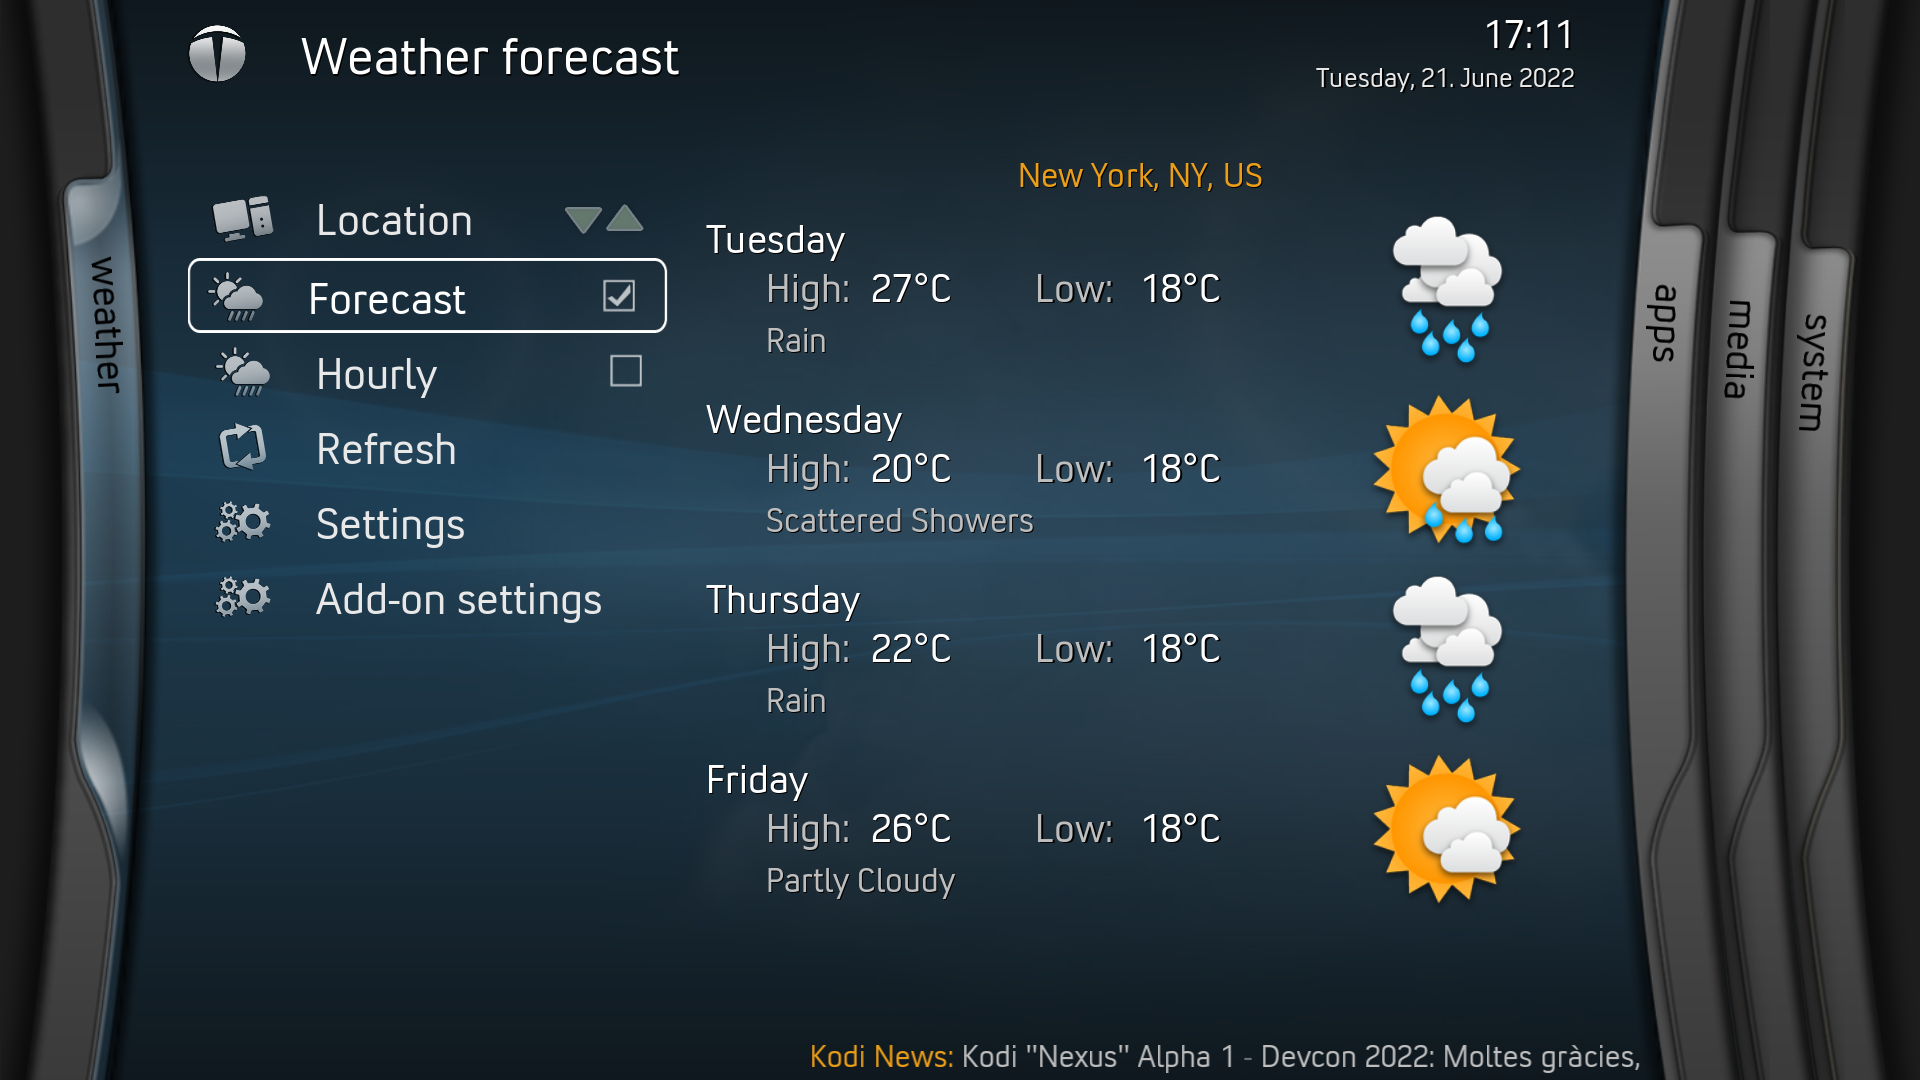 Weather forecast
17:11
Tuesday, 21. June 2022
weather
Location
Forecast
Hourly
Refresh
Settings
Add-on settings
New York, NY, US
Tuesday
High: 27°C Low: 18°C
Rain
Wednesday
High: 20°C Low: 18°C
Scattered Showers
Thursday
High: 22°C Low: 18°C
Rain
Friday
High: 26°C Low: 18°C
Partly Cloudy
apps
media
system
Kodi News: Kodi "Nexus" Alpha 1 - Devcon 2022: Moltes gràcies,